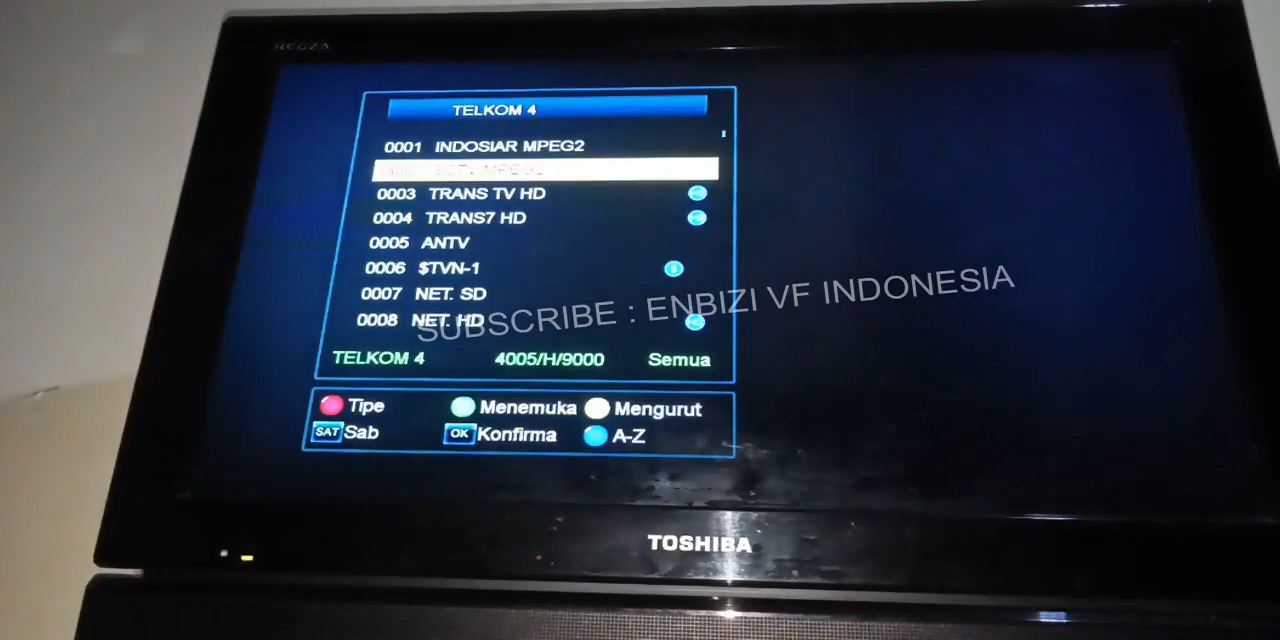 REGZA
TELKOM 4
0001 INDOSIAR MPEG2
SCTV MPEG2
0003 TRANS TV HD
0004 TRANS7 HD
0005 ANTV
0006 $TVN-1 $
0007 NET. SD
0008 NET. HD
SUBSCRIBE : ENBIZI VF INDONESIA
TELKOM 4 4005/H/9000 Semua
Tipe Menemuka Mengurut
SAT Sab OK Konfirma A-Z
TOSHIBA